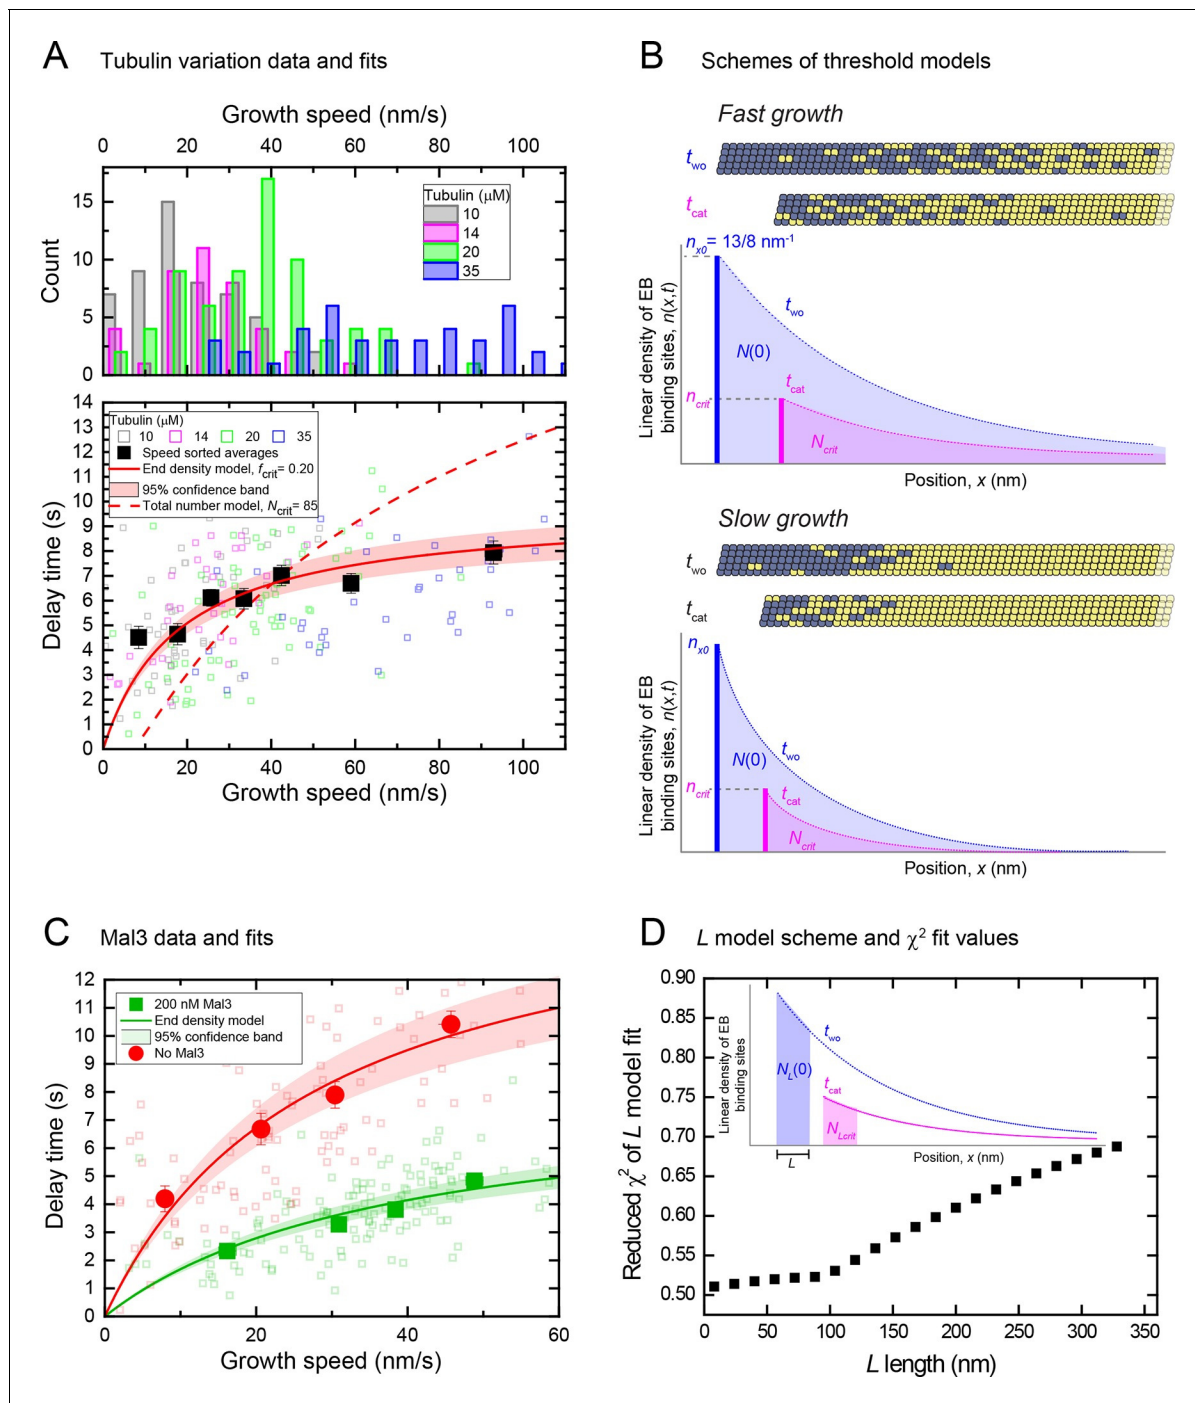 A Tubulin variation data and fits
Growth speed (nm/s)
0 20 40 60 80 100
15
10
5
0
Count
Tubulin (μM)
10
14
20
35
14
13
12
11
10
9
8
7
6
5
4
3
2
1
0
Delay time (s)
Tubulin (μM)
10 14 20 35
Speed sorted averages
End density model, fcrit= 0.20
95% confidence band
Total number model, Ncrit= 85
0 20 40 60 80 100
Growth speed (nm/s)
B Schemes of threshold models
Fast growth
two
tcat
nx0= 13/8 nm-1
Linear density of EB
binding sites, n(x,t)
two
N(0)
tcat
ncrit
Ncrit
Position, x (nm)
Slow growth
two
tcat
nx0
Linear density of EB
binding sites, n(x,t)
two
N(0)
ncrit
tcat
Ncrit
Position, x (nm)
C Mal3 data and fits
12
11
10
9
8
7
6
5
4
3
2
1
0
Delay time (s)
200 nM Mal3
End density model
95% confidence band
No Mal3
0 20 40 60
Growth speed (nm/s)
D L model scheme and χ2 fit values
0.90
0.85
0.80
0.75
0.70
0.65
0.60
0.55
0.50
Reduced χ2 of L model fit
Linear density of EB
binding sites
two
NL(0)
tcat
NLcrit
L
Position, x (nm)
0 50 100 150 200 250 300 350
L length (nm)